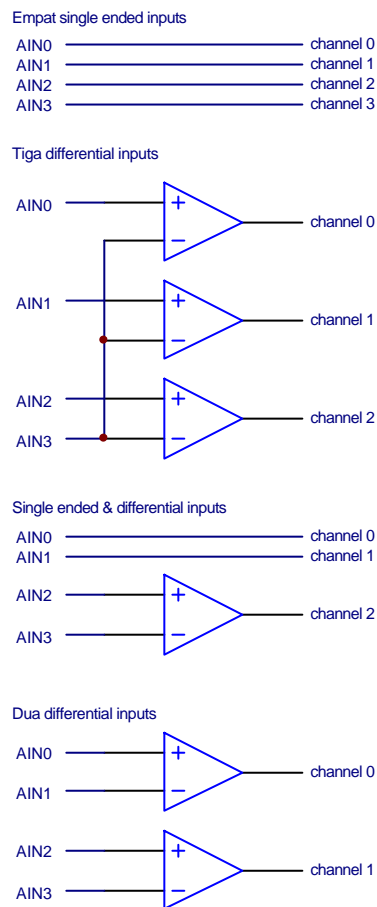 Empat single ended inputs
AIN0 channel 0
AIN1 channel 1
AIN2 channel 2
AIN3 channel 3
Tiga differential inputs
AIN0 + channel 0
−
AIN1 + channel 1
−
AIN2 + channel 2
AIN3 −
Single ended & differential inputs
AIN0 channel 0
AIN1 channel 1
AIN2 + channel 2
AIN3 −
Dua differential inputs
AIN0 + channel 0
AIN1 −
AIN2 + channel 1
AIN3 −